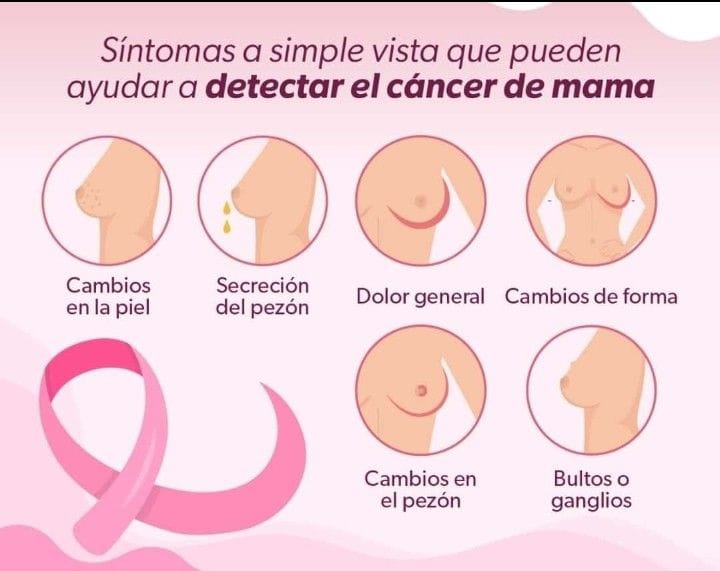 Síntomas a simple vista que pueden
ayudar a detectar el cáncer de mama
Cambios
en la piel
Secreción
del pezón
Dolor general
Cambios de forma
Cambios en
el pezón
Bultos o
ganglios